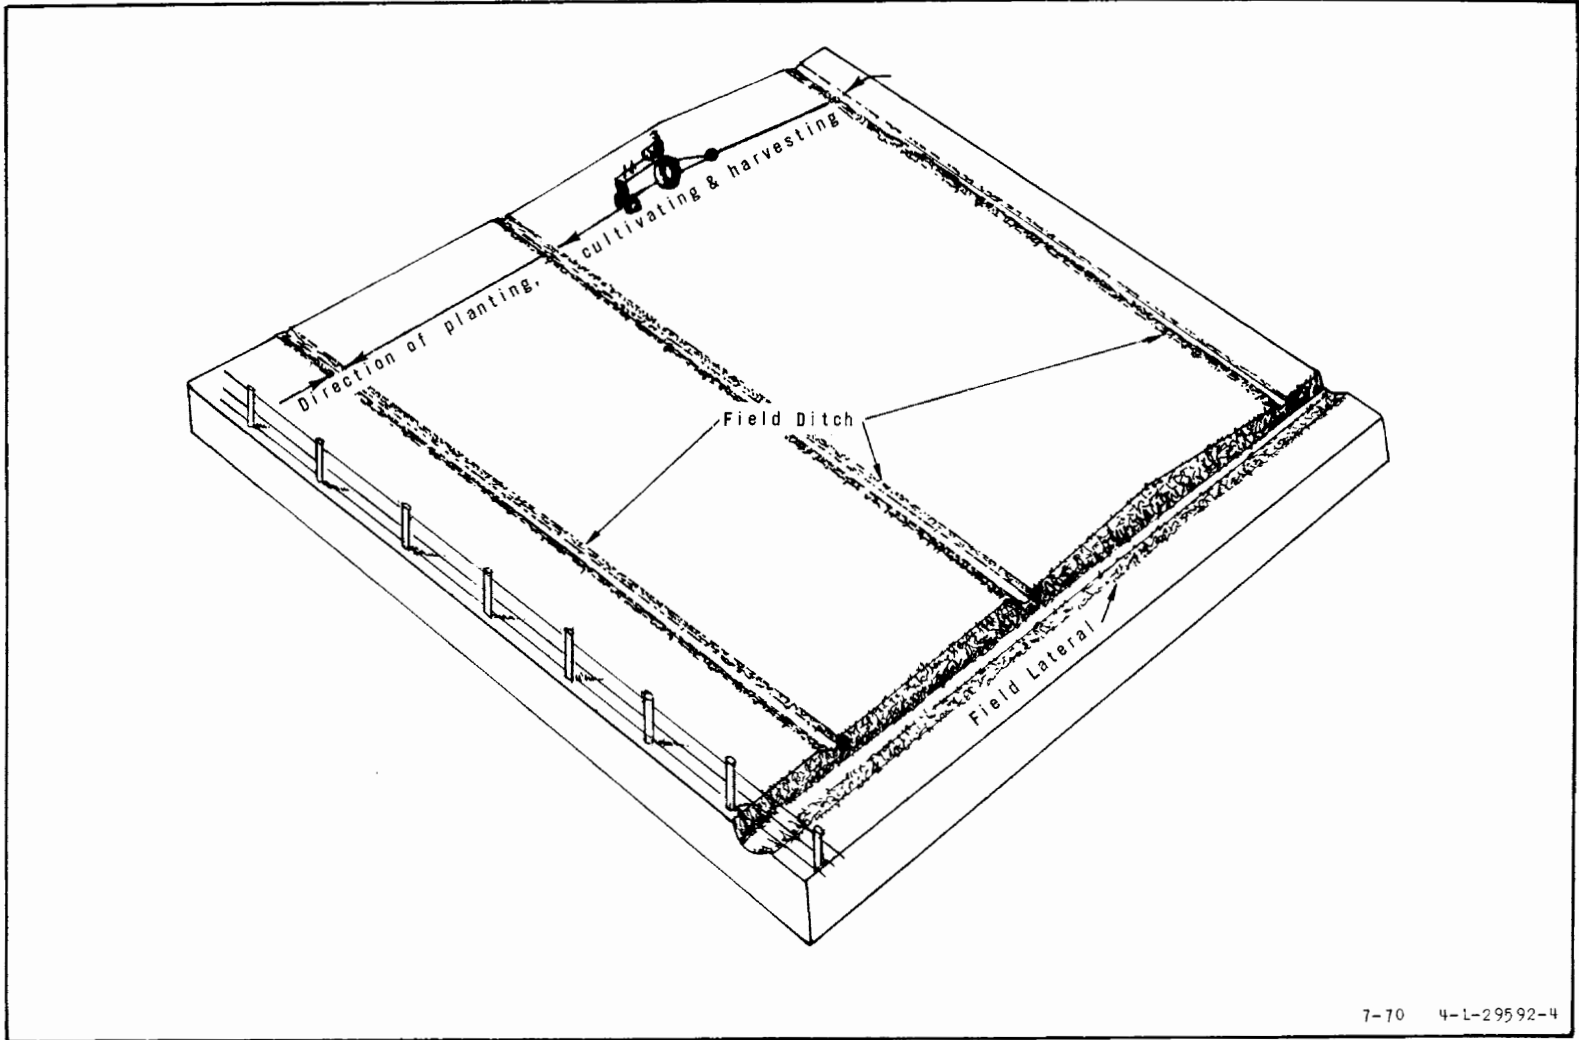 Direction of planting, cultivating & harvesting
Field Ditch
Field Lateral
7-70 4-L-29592-4